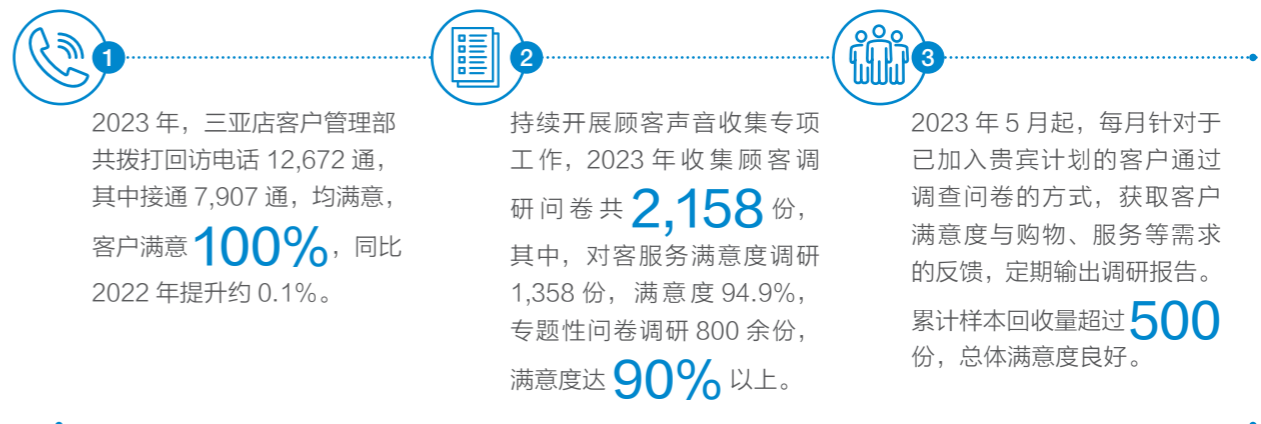 1
2023 年，三亚店客户管理部
共拨打回访电话 12,672 通，
其中接通 7,907 通，均满意，
客户满意100%，同比
2022 年提升约 0.1%。
2
持续开展顾客声音收集专项
工作，2023 年收集顾客调
研问卷共 2,158 份，
其中，对客服务满意度调研
1,358 份，满意度 94.9%，
专题性问卷调研 800 余份，
满意度达 90% 以上。
3
2023 年 5 月起，每月针对于
已加入贵宾计划的客户通过
调查问卷的方式，获取客户
满意度与购物、服务等需求
的反馈，定期输出调研报告。
累计样本回收量超过500
份，总体满意度良好。